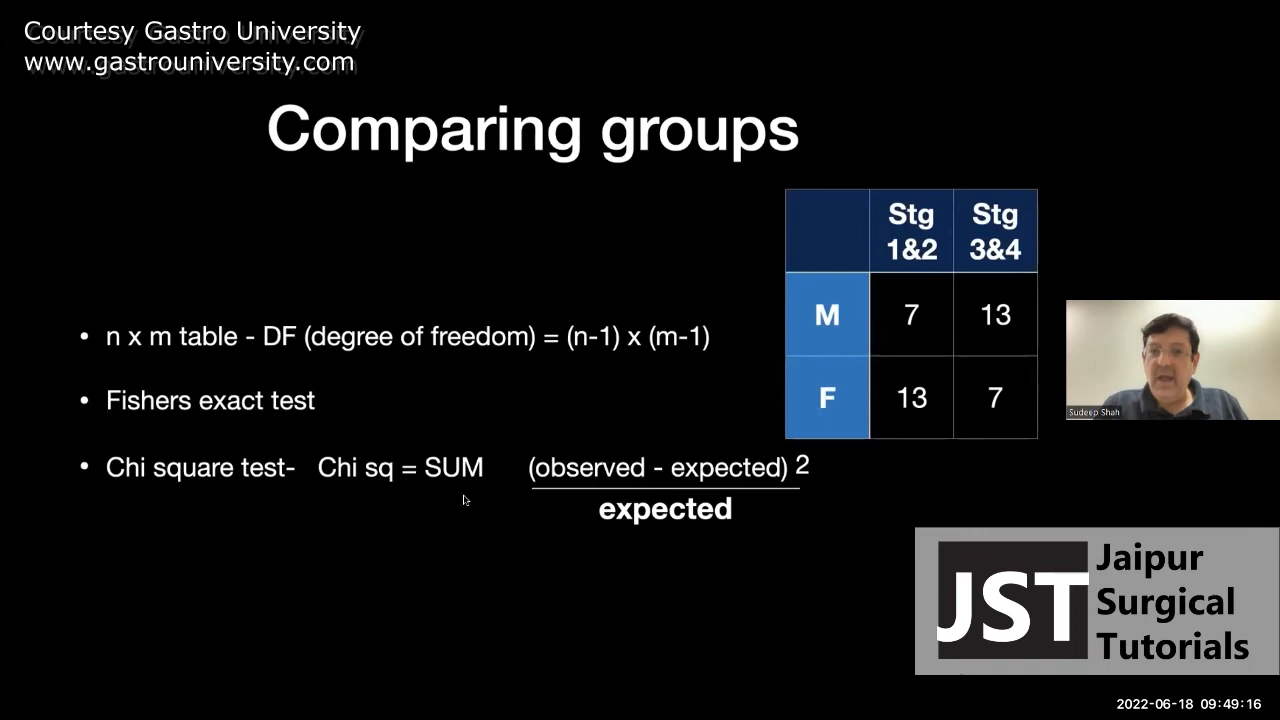 Courtesy Gastro University
www.gastrouniversity.com
Comparing groups
Stg 1&2
Stg 3&4
M 7 13
F 13 7
• n x m table - DF (degree of freedom) = (n-1) x (m-1)
• Fishers exact test
• Chi square test- Chi sq = SUM (observed - expected) 2
expected
Sudeep Shah
JST
Jaipur
Surgical
Tutorials
2022-06-18 09:49:16